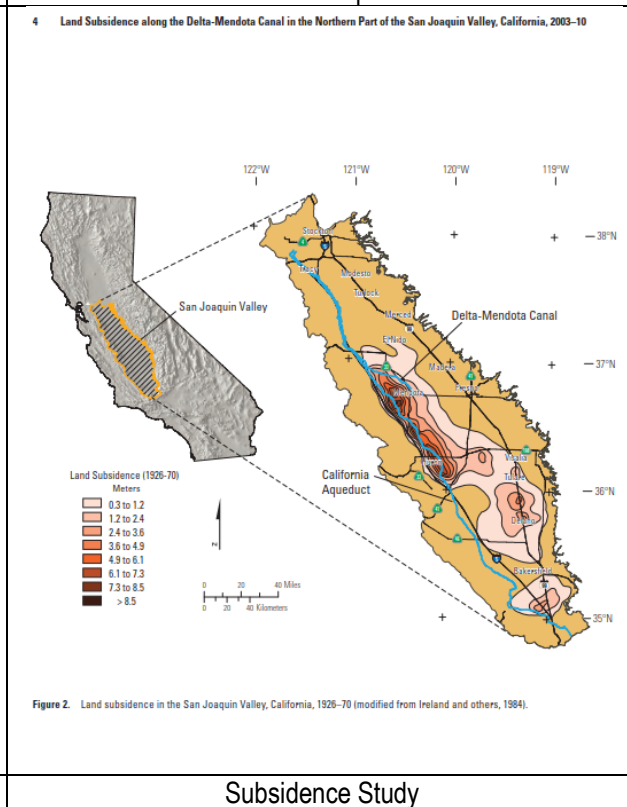 4 Land Subsidence along the Delta-Mendota Canal in the Northern Part of the San Joaquin Valley, California, 2003–10
122°W 121°W 120°W 119°W
38°N
Stockton
5
Tracy
Modesto
Turlock
San Joaquin Valley
Merced
Delta-Mendota Canal
El Nido
37°N
Madera
Fresno
Mendota
Land Subsidence (1926-70)
Meters
0.3 to 1.2
1.2 to 2.4
2.4 to 3.6
3.6 to 4.9
4.9 to 6.1
6.1 to 7.3
7.3 to 8.5
> 8.5
Visalia
Tulare
California
Aqueduct
36°N
Delano
N
0 20 40 Miles
0 20 40 Kilometers
Bakersfield
35°N
Figure 2. Land subsidence in the San Joaquin Valley, California, 1926–70 (modified from Ireland and others, 1984).
Subsidence Study